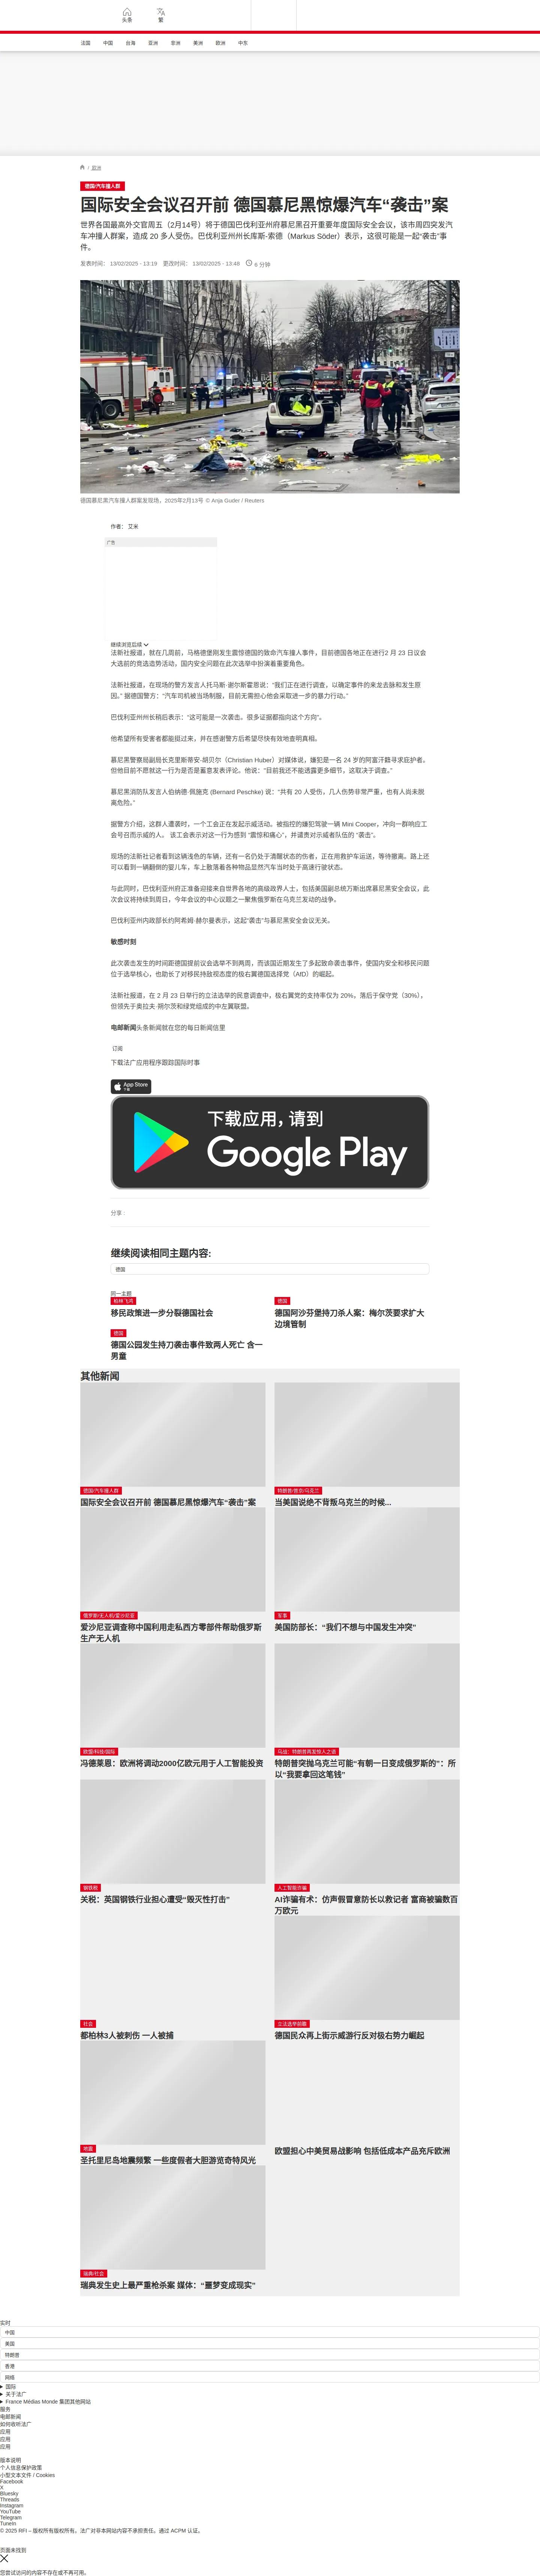 头条
繁
法国
中国
台海
亚洲
非洲
美洲
欧洲
中东
/ 欧洲
德国/汽车撞人群
国际安全会议召开前 德国慕尼黑惊爆汽车“袭击”案
世界各国最高外交官周五（2月14号）将于德国巴伐利亚州府慕尼黑召开重要年度国际安全会议，该市周四突发汽
车冲撞人群案，造成 20 多人受伤。巴伐利亚州州长库斯-索德（Markus Söder）表示，这很可能是一起“袭击”事
件。
发表时间： 13/02/2025 - 13:19 更改时间： 13/02/2025 - 13:48 6 分钟
德国慕尼黑汽车撞人群案发现场，2025年2月13号 © Anja Guder / Reuters
作者： 艾米
广告
继续浏览后续
法新社报道，就在几周前，马格德堡刚发生震惊德国的致命汽车撞人事件，目前德国各地正在进行2 月 23 日议会
大选前的竞选造势活动，国内安全问题在此次选举中扮演着重要角色。
法新社报道，在现场的警方发言人托马斯·谢尔斯霍恩说：“我们正在进行调查，以确定事件的来龙去脉和发生原
因。” 据德国警方：“汽车司机被当场制服，目前无需担心他会采取进一步的暴力行动。”
巴伐利亚州州长稍后表示：“这可能是一次袭击。很多证据都指向这个方向”。
他希望所有受害者都能挺过来，并在感谢警方后希望尽快有效地查明真相。
慕尼黑警察局副局长克里斯蒂安-胡贝尔（Christian Huber）对媒体说，嫌犯是一名 24 岁的阿富汗籍寻求庇护者。
但他目前不愿就这一行为是否是蓄意发表评论。他说：“目前我还不能透露更多细节，这取决于调查。”
慕尼黑消防队发言人伯纳德·佩施克 (Bernard Peschke) 说：“共有 20 人受伤，几人伤势非常严重，也有人尚未脱
离危险。”
据警方介绍，这群人遭袭时，一个工会正在发起示威活动。被指控的嫌犯驾驶一辆 Mini Cooper，冲向一群响应工
会号召而示威的人。 该工会表示对这一行为感到 “震惊和痛心”，并谴责对示威者队伍的 “袭击”。
现场的法新社记者看到这辆浅色的车辆，还有一名仍处于清醒状态的伤者，正在用救护车运送，等待撤离。路上还
可以看到一辆翻倒的婴儿车，车上散落着各种物品显然汽车当时处于高速行驶状态。
与此同时，巴伐利亚州府正准备迎接来自世界各地的高级政界人士，包括美国副总统万斯出席慕尼黑安全会议，此
次会议将持续到周日，今年会议的中心议题之一聚焦俄罗斯在乌克兰发动的战争。
巴伐利亚州内政部长约阿希姆·赫尔曼表示，这起“袭击”与慕尼黑安全会议无关。
敏感时刻
此次袭击发生的时间距德国提前议会选举不到两周，而该国近期发生了多起致命袭击事件，使国内安全和移民问题
位于选举核心，也助长了对移民持敌视态度的极右翼德国选择党（AfD）的崛起。
法新社报道，在 2 月 23 日举行的立法选举的民意调查中，极右翼党的支持率仅为 20%，落后于保守党（30%），
但领先于奥拉夫·朔尔茨和绿党组成的中左翼联盟。
电邮新闻头条新闻就在您的每日新闻信里
订阅
下载法广应用程序跟踪国际时事
App Store
下载应用，请到
Google Play
分享 :
继续阅读相同主题内容:
德国
同一主题
柏林飞鸿
移民政策进一步分裂德国社会
德国
德国阿沙芬堡持刀杀人案：梅尔茨要求扩大
边境管制
德国
德国公园发生持刀袭击事件致两人死亡 含一
男童
其他新闻
德国/汽车撞人群
国际安全会议召开前 德国慕尼黑惊爆汽车“袭击”案
特朗普/普京/乌克兰
当美国说绝不背叛乌克兰的时候...
俄罗斯/无人机/爱沙尼亚
爱沙尼亚调查称中国利用走私西方零部件帮助俄罗斯
生产无人机
军事
美国防部长：“我们不想与中国发生冲突”
欧盟/科技/国际
冯德莱恩：欧洲将调动2000亿欧元用于人工智能投资
乌战：特朗普再发惊人之语
特朗普突抛乌克兰可能“有朝一日变成俄罗斯的”：所
以“我要拿回这笔钱”
钢铁税
关税：英国钢铁行业担心遭受“毁灭性打击”
人工智能诈骗
AI诈骗有术：仿声假冒意防长以救记者 富商被骗数百
万欧元
社会
都柏林3人被刺伤 一人被捕
立法选举前瞻
德国民众再上街示威游行反对极右势力崛起
地震
圣托里尼岛地震频繁 一些度假者大胆游览奇特风光
欧盟担心中美贸易战影响 包括低成本产品充斥欧洲
瑞典/社会
瑞典发生史上最严重枪杀案 媒体：“噩梦变成现实”
实时
中国
美国
特朗普
香港
网络
国际
关于法广
France Médias Monde 集团其他网站
服务
电邮新闻
如何收听法广
应用
应用
应用
版本说明
个人信息保护政策
小型文本文件 / Cookies
Facebook
X
Bluesky
Threads
Instagram
YouTube
Telegram
TuneIn
© 2025 RFI – 版权所有版权所有。法广对非本网站内容不承担责任。通过 ACPM 认证。
页面未找到
您尝试访问的内容不存在或不再可用。